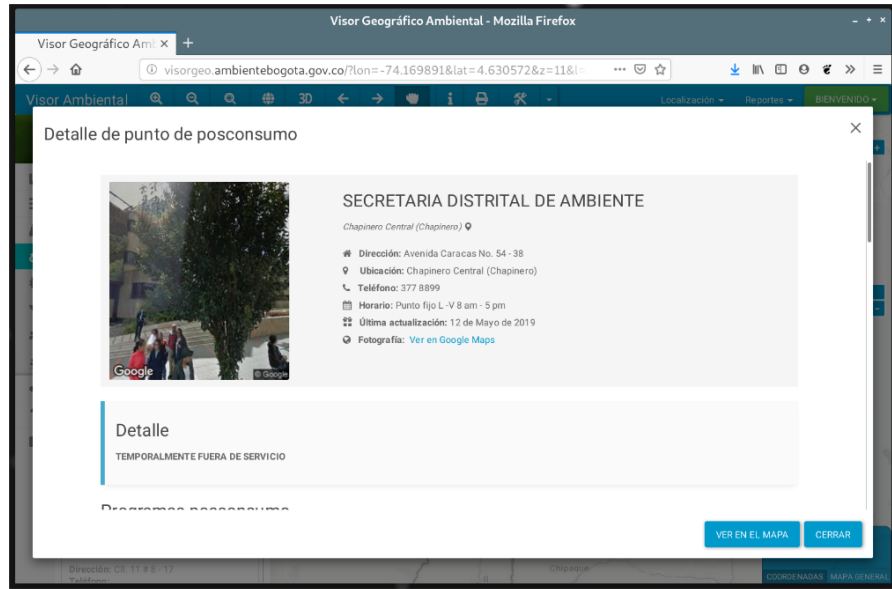 Visor Geográfico Ambiental - Mozilla Firefox
Visor Geográfico Amb
visorgeo.ambientebogota.gov.co/?lon=-74.169891&lat=4.630572&z=11&l=
Visor Ambiental 3D Localización Reportes BIENVENIDO
Detalle de punto de posconsumo
SECRETARIA DISTRITAL DE AMBIENTE
Chapinero Central (Chapinero)
Dirección: Avenida Caracas No. 54 - 38
Ubicación: Chapinero Central (Chapinero)
Teléfono: 377 8899
Horario: Punto fijo L -V 8 am - 5 pm
Última actualización: 12 de Mayo de 2019
Fotografía: Ver en Google Maps
Google © Google
Detalle
TEMPORALMENTE FUERA DE SERVICIO
Programas posconsumo
VER EN EL MAPA CERRAR
Dirección: Cll. 11 # 8 - 17
Teléfono:
Chipaque
COORDENADAS MAPA GENERAL